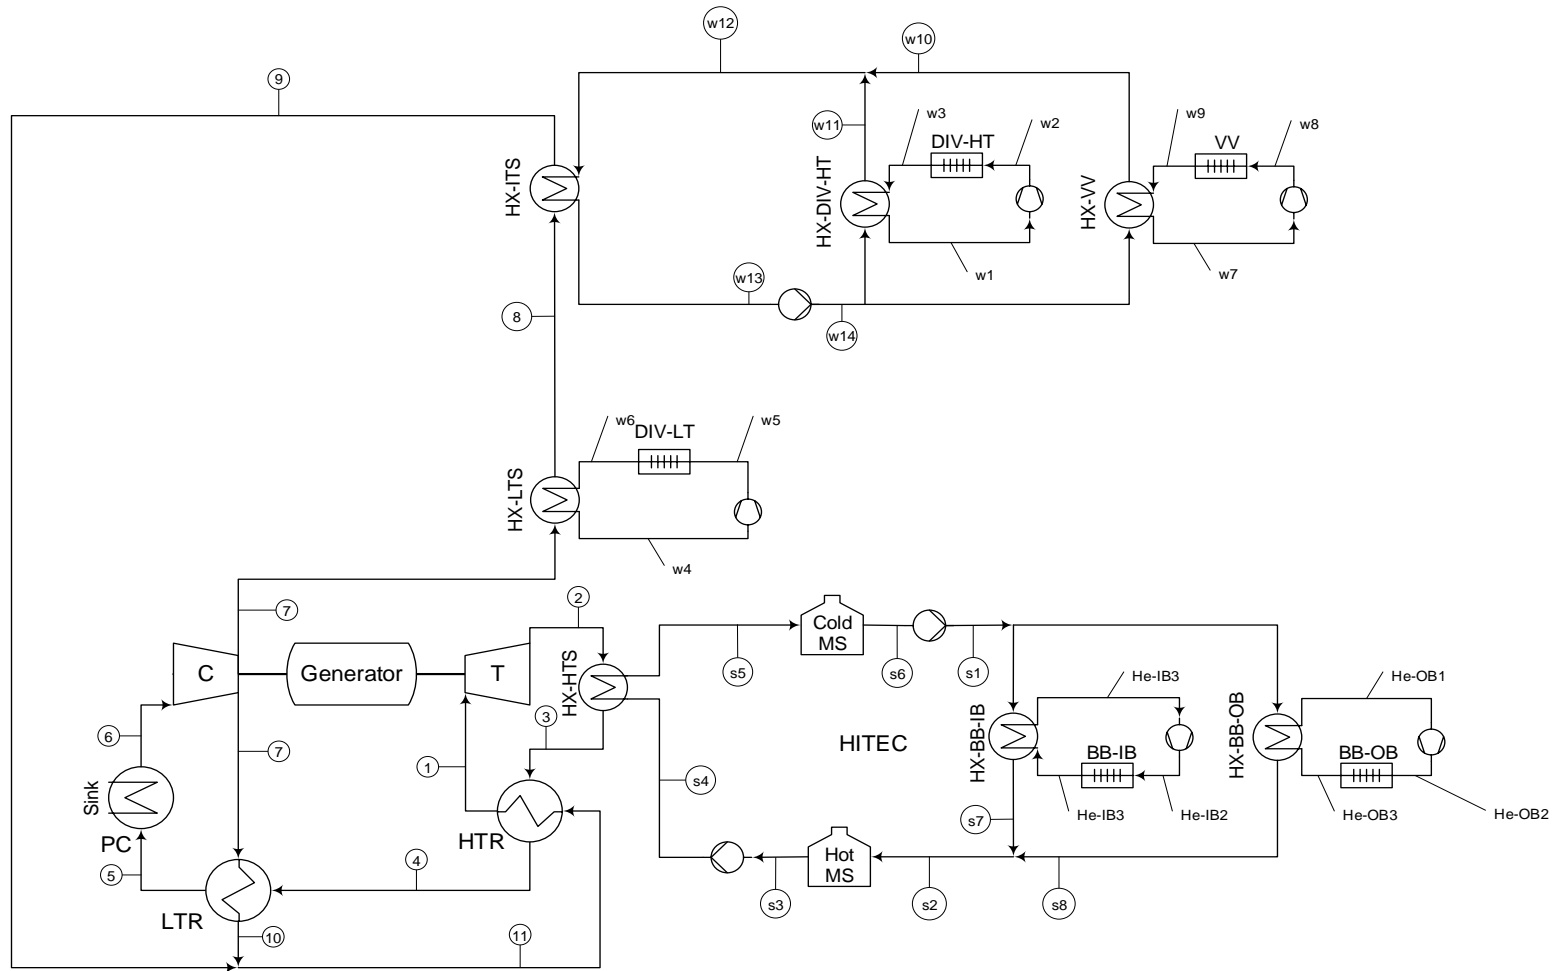 w12
w10
9
w3
w2
w9
w8
w11
DIV-HT
VV
HX-ITS
HX-DIV-HT
HX-VV
w1
w7
w13
w14
8
w6
DIV-LT
w5
HX-LTS
w4
2
7
Cold
MS
C
Generator
T
HX-HTS
s5
s6
s1
He-IB3
He-OB1
3
6
7
1
HITEC
HX-BB-IB
BB-IB
HX-BB-OB
BB-OB
s4
Sink
PC
He-IB3
He-IB2
He-OB3
He-OB2
s7
HTR
Hot
MS
5
4
LTR
s3
s2
s8
10
11